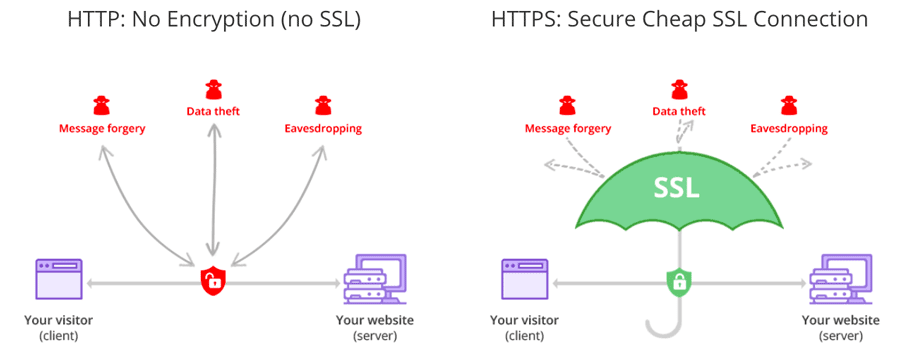 HTTP: No Encryption (no SSL)
Message forgery
Data theft
Eavesdropping
Your visitor
(client)
Your website
(server)
HTTPS: Secure Cheap SSL Connection
Message forgery
Data theft
Eavesdropping
SSL
Your visitor
(client)
Your website
(server)